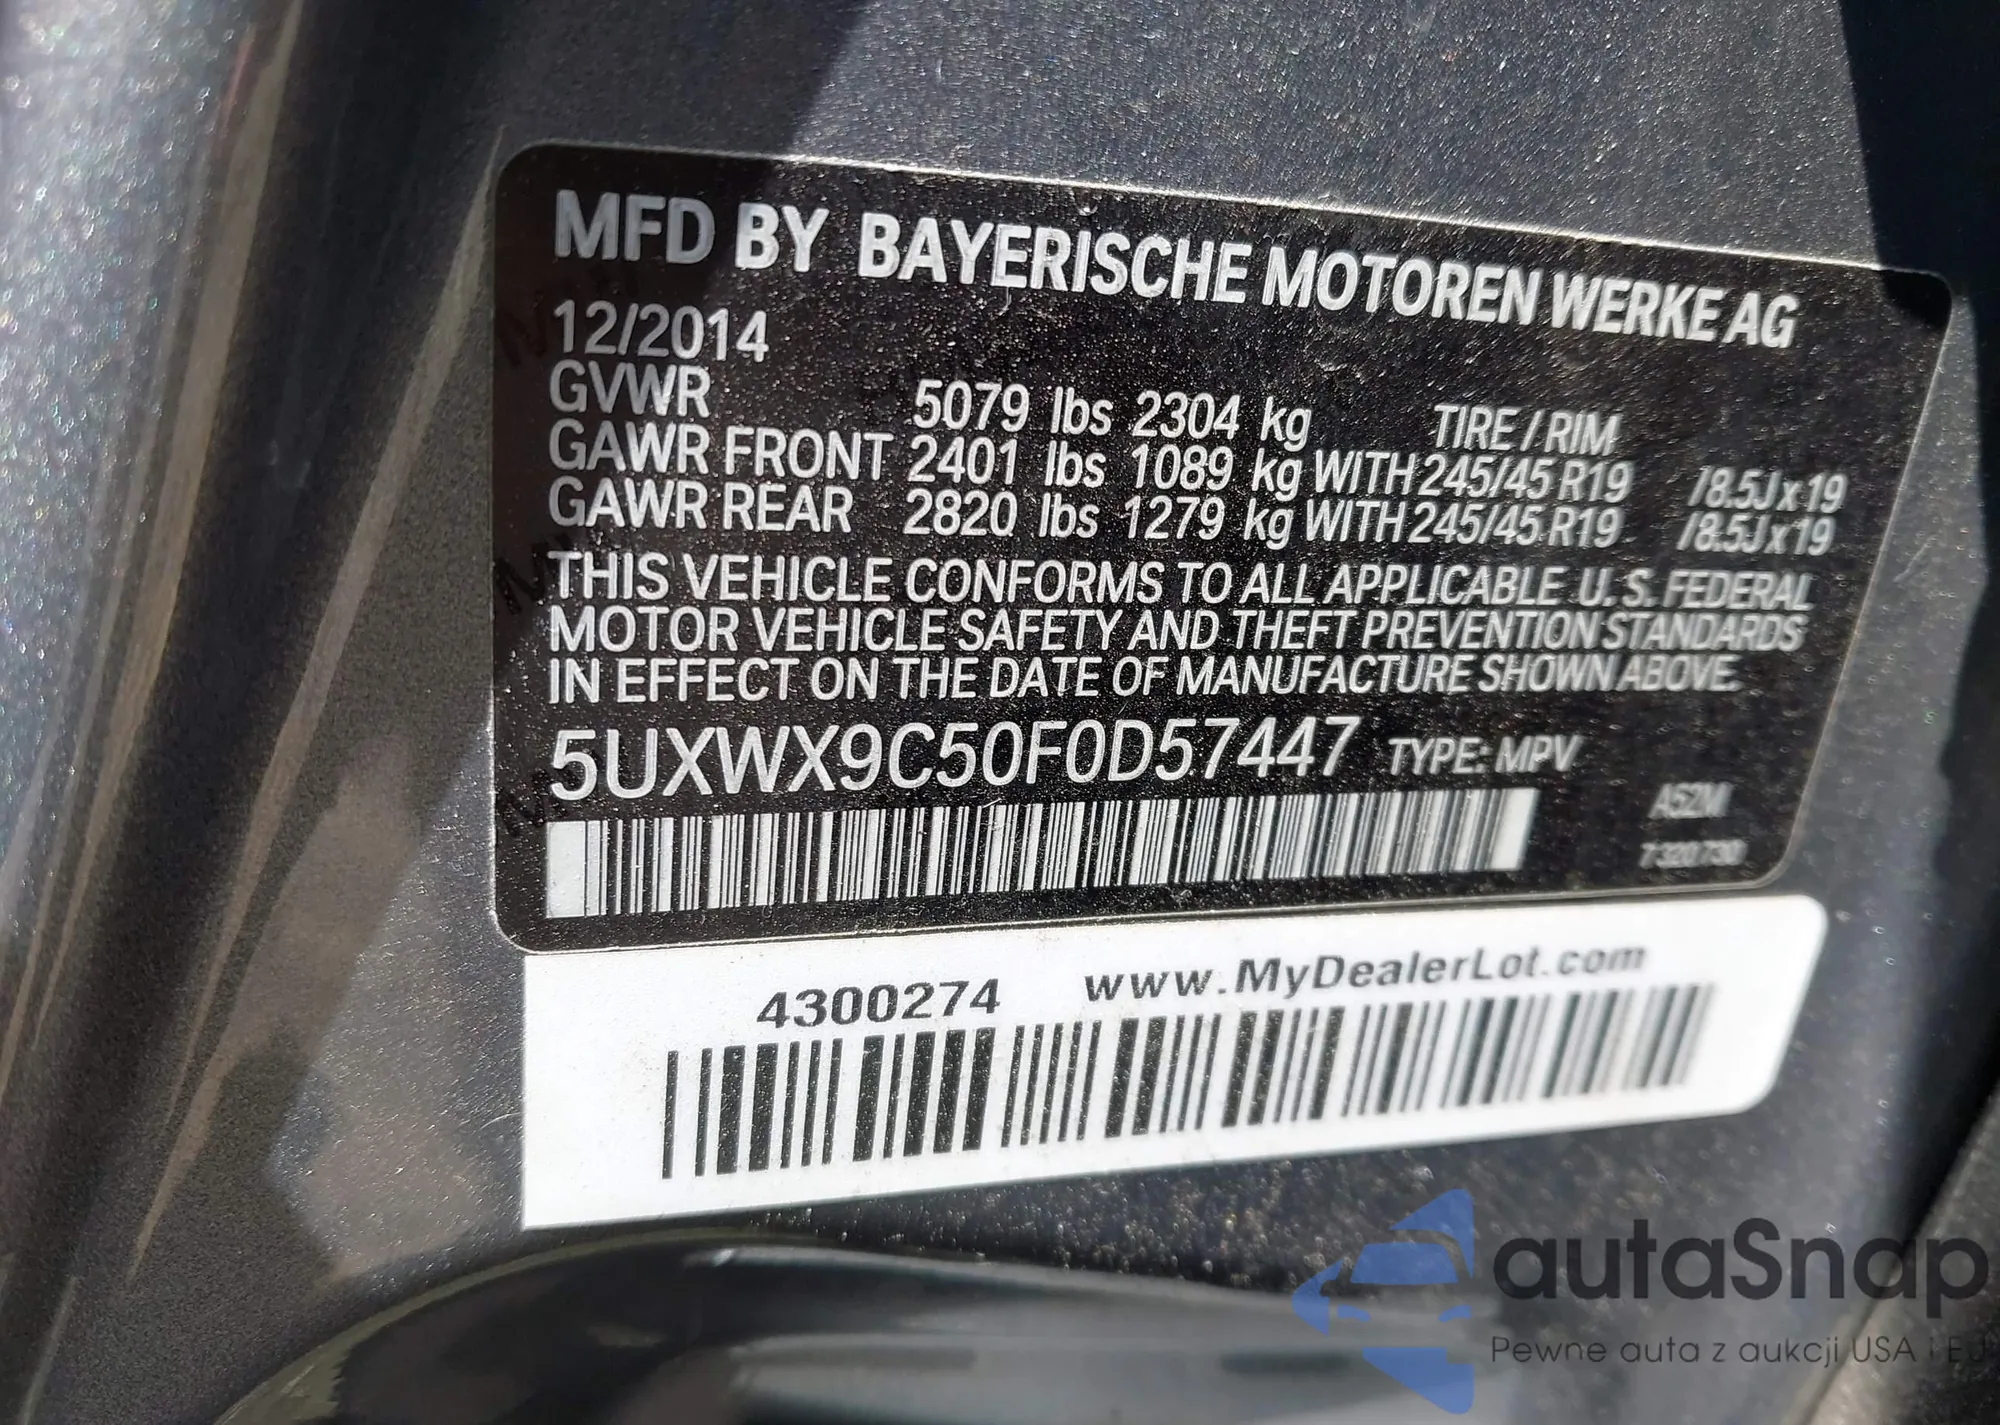 MFD BY BAYERISCHE MOTOREN WERKE AG
12/2014
GVWR 5079 lbs 2304 kg TIRE / RIM
GAWR FRONT 2401 lbs 1089 kg WITH 245/45 R19 /8.5J x 19
GAWR REAR 2820 lbs 1279 kg WITH 245/45 R19 /8.5J x 19
THIS VEHICLE CONFORMS TO ALL APPLICABLE U. S. FEDERAL
MOTOR VEHICLE SAFETY AND THEFT PREVENTION STANDARDS
IN EFFECT ON THE DATE OF MANUFACTURE SHOWN ABOVE.
5UXWX9C50F0D57447 TYPE: MPV
A52M
7320730
4300274 www.MyDealerLot.com
autoSnap
Pewne auta z aukcji USA i EU